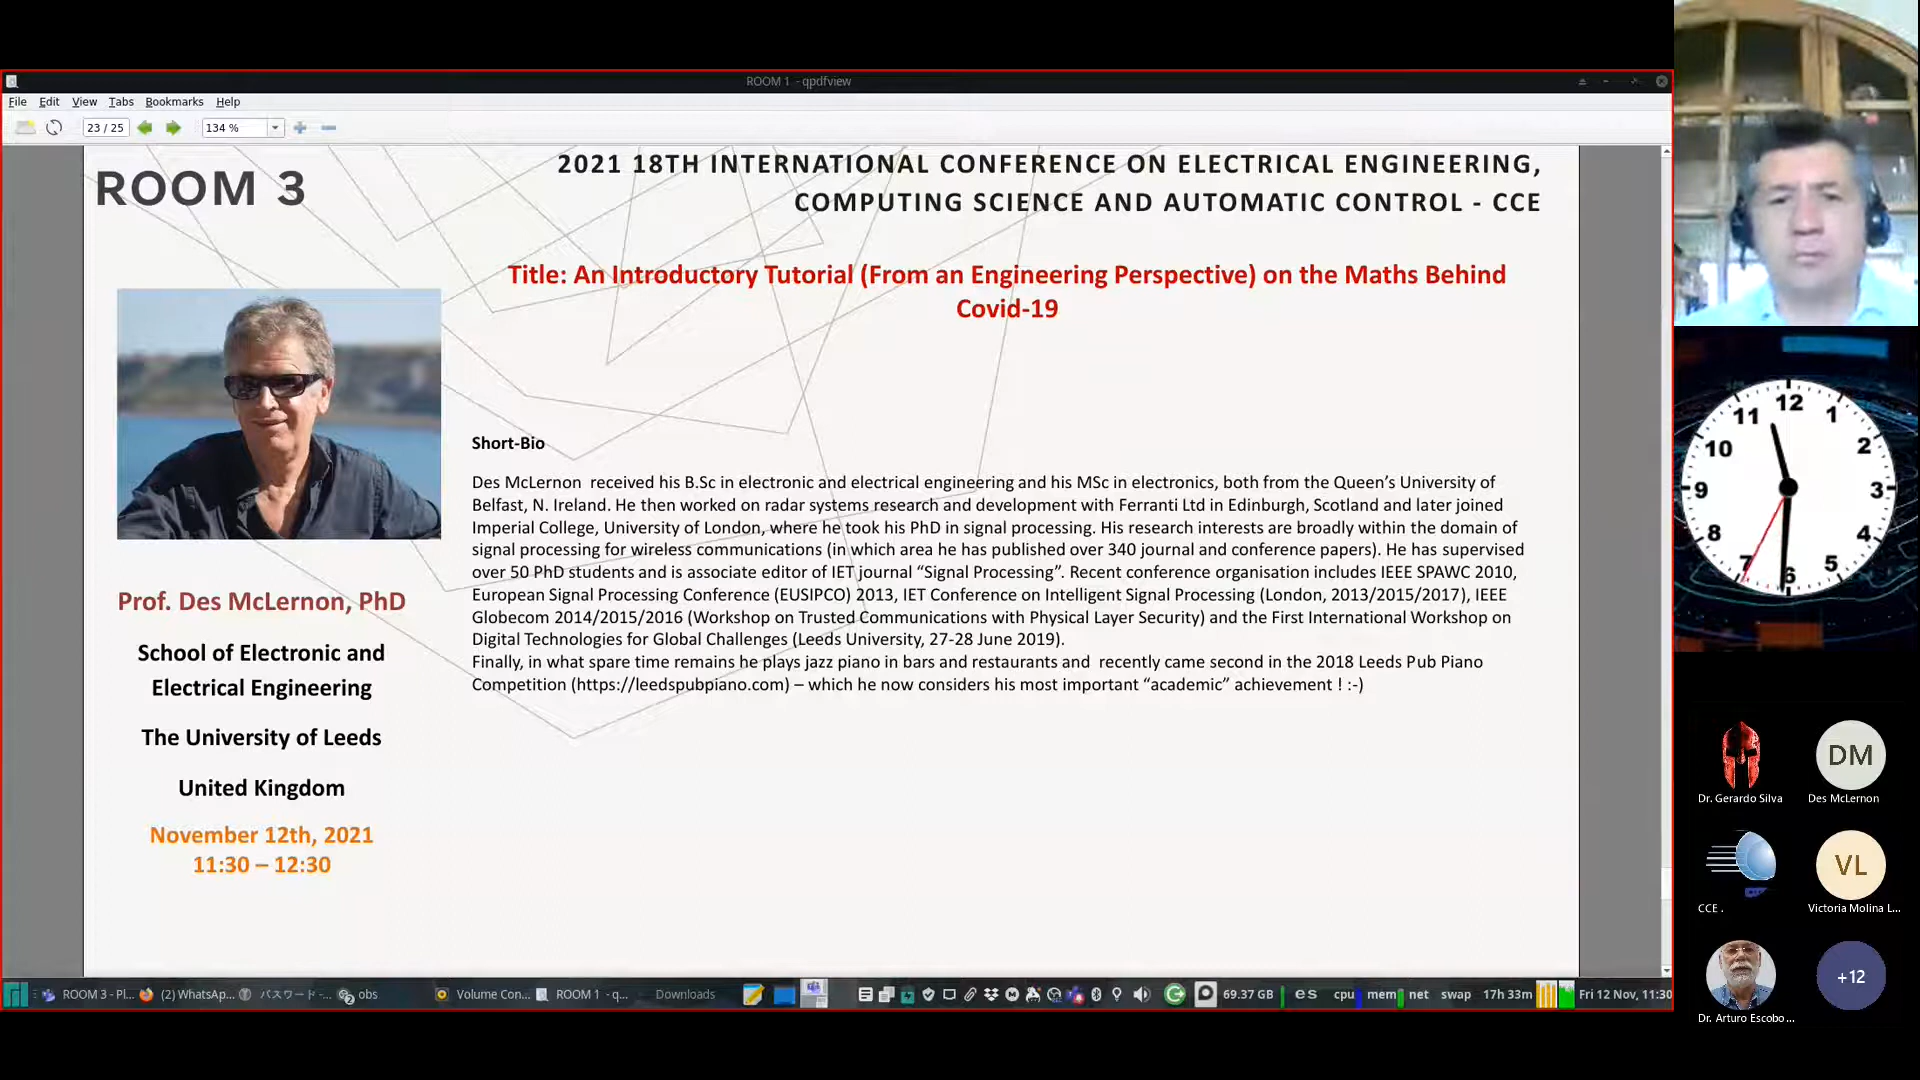 ROOM 1 - qpdfview
File Edit View Tabs Bookmarks Help
23 / 25
134 %
ROOM 3
2021 18TH INTERNATIONAL CONFERENCE ON ELECTRICAL ENGINEERING,
COMPUTING SCIENCE AND AUTOMATIC CONTROL - CCE
Title: An Introductory Tutorial (From an Engineering Perspective) on the Maths Behind
Covid-19
Short-Bio
Des McLernon received his B.Sc in electronic and electrical engineering and his MSc in electronics, both from the Queen’s University of
Belfast, N. Ireland. He then worked on radar systems research and development with Ferranti Ltd in Edinburgh, Scotland and later joined
Imperial College, University of London, where he took his PhD in signal processing. His research interests are broadly within the domain of
signal processing for wireless communications (in which area he has published over 340 journal and conference papers). He has supervised
over 50 PhD students and is associate editor of IET journal “Signal Processing”. Recent conference organisation includes IEEE SPAWC 2010,
European Signal Processing Conference (EUSIPCO) 2013, IET Conference on Intelligent Signal Processing (London, 2013/2015/2017), IEEE
Globecom 2014/2015/2016 (Workshop on Trusted Communications with Physical Layer Security) and the First International Workshop on
Digital Technologies for Global Challenges (Leeds University, 27-28 June 2019).
Finally, in what spare time remains he plays jazz piano in bars and restaurants and recently came second in the 2018 Leeds Pub Piano
Competition (https://leedspubpiano.com) – which he now considers his most important “academic” achievement ! :-)
Prof. Des McLernon, PhD
School of Electronic and
Electrical Engineering
The University of Leeds
United Kingdom
November 12th, 2021
11:30 – 12:30
12
1
2
3
4
5
6
7
8
9
10
11
DM
Dr. Gerardo Silva
Des McLernon
VL
CCE .
Victoria Molina L...
+12
Dr. Arturo Escobo...
ROOM 3 - Pl... (2) WhatsAp... パスワード -... obs Volume Con... ROOM 1 - q... Downloads 69.37 GB es cpu mem net swap 17h 33m Fri 12 Nov, 11:30